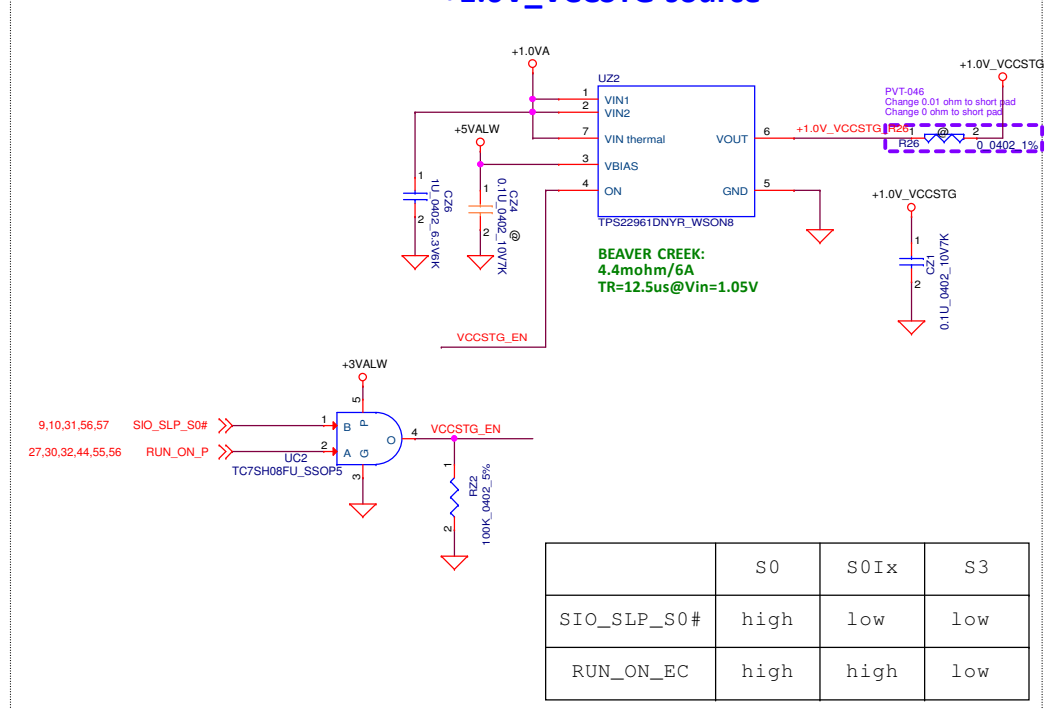 +1.0V_VCCSTG source
+1.0VA
+1.0V_VCCSTG
UZ2
PVT-046
Change 0.01 ohm to short pad
Change 0 ohm to short pad
1
VIN1
2
VIN2
+5VALW
7
VIN thermal
VOUT
6
+1.0V_VCCSTG_R26
1
@
2
R26
0_0402_1%
3
VBIAS
4
ON
GND
5
TPS22961DNYR_WSON8
1
2
CZ6
1U_0402_6.3V6K
1
2
@
CZ4
0.1U_0402_10V7K
+1.0V_VCCSTG
1
2
CZ1
0.1U_0402_10V7K
BEAVER CREEK:
4.4mohm/6A
TR=12.5us@Vin=1.05V
VCCSTG_EN
+3VALW
5
9,10,31,56,57 SIO_SLP_S0#
1
B
P
O
4
VCCSTG_EN
27,30,32,44,55,56 RUN_ON_P
2
A
G
UC2
TC7SH08FU_SSOP5
3
1
2
RZ2
100K_0402_5%
S0 S0Ix S3
SIO_SLP_S0# high low low
RUN_ON_EC high high low